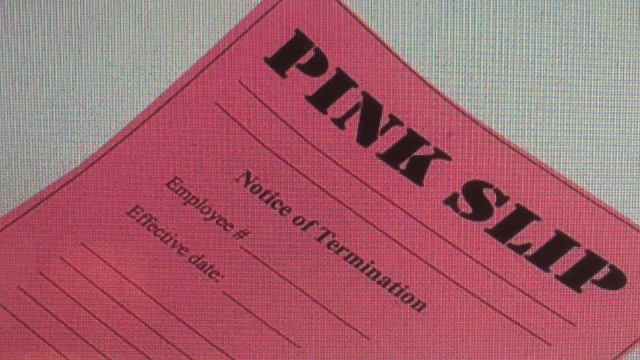 PINK SLIP
Notice of Termination
Employee #
Effective date: